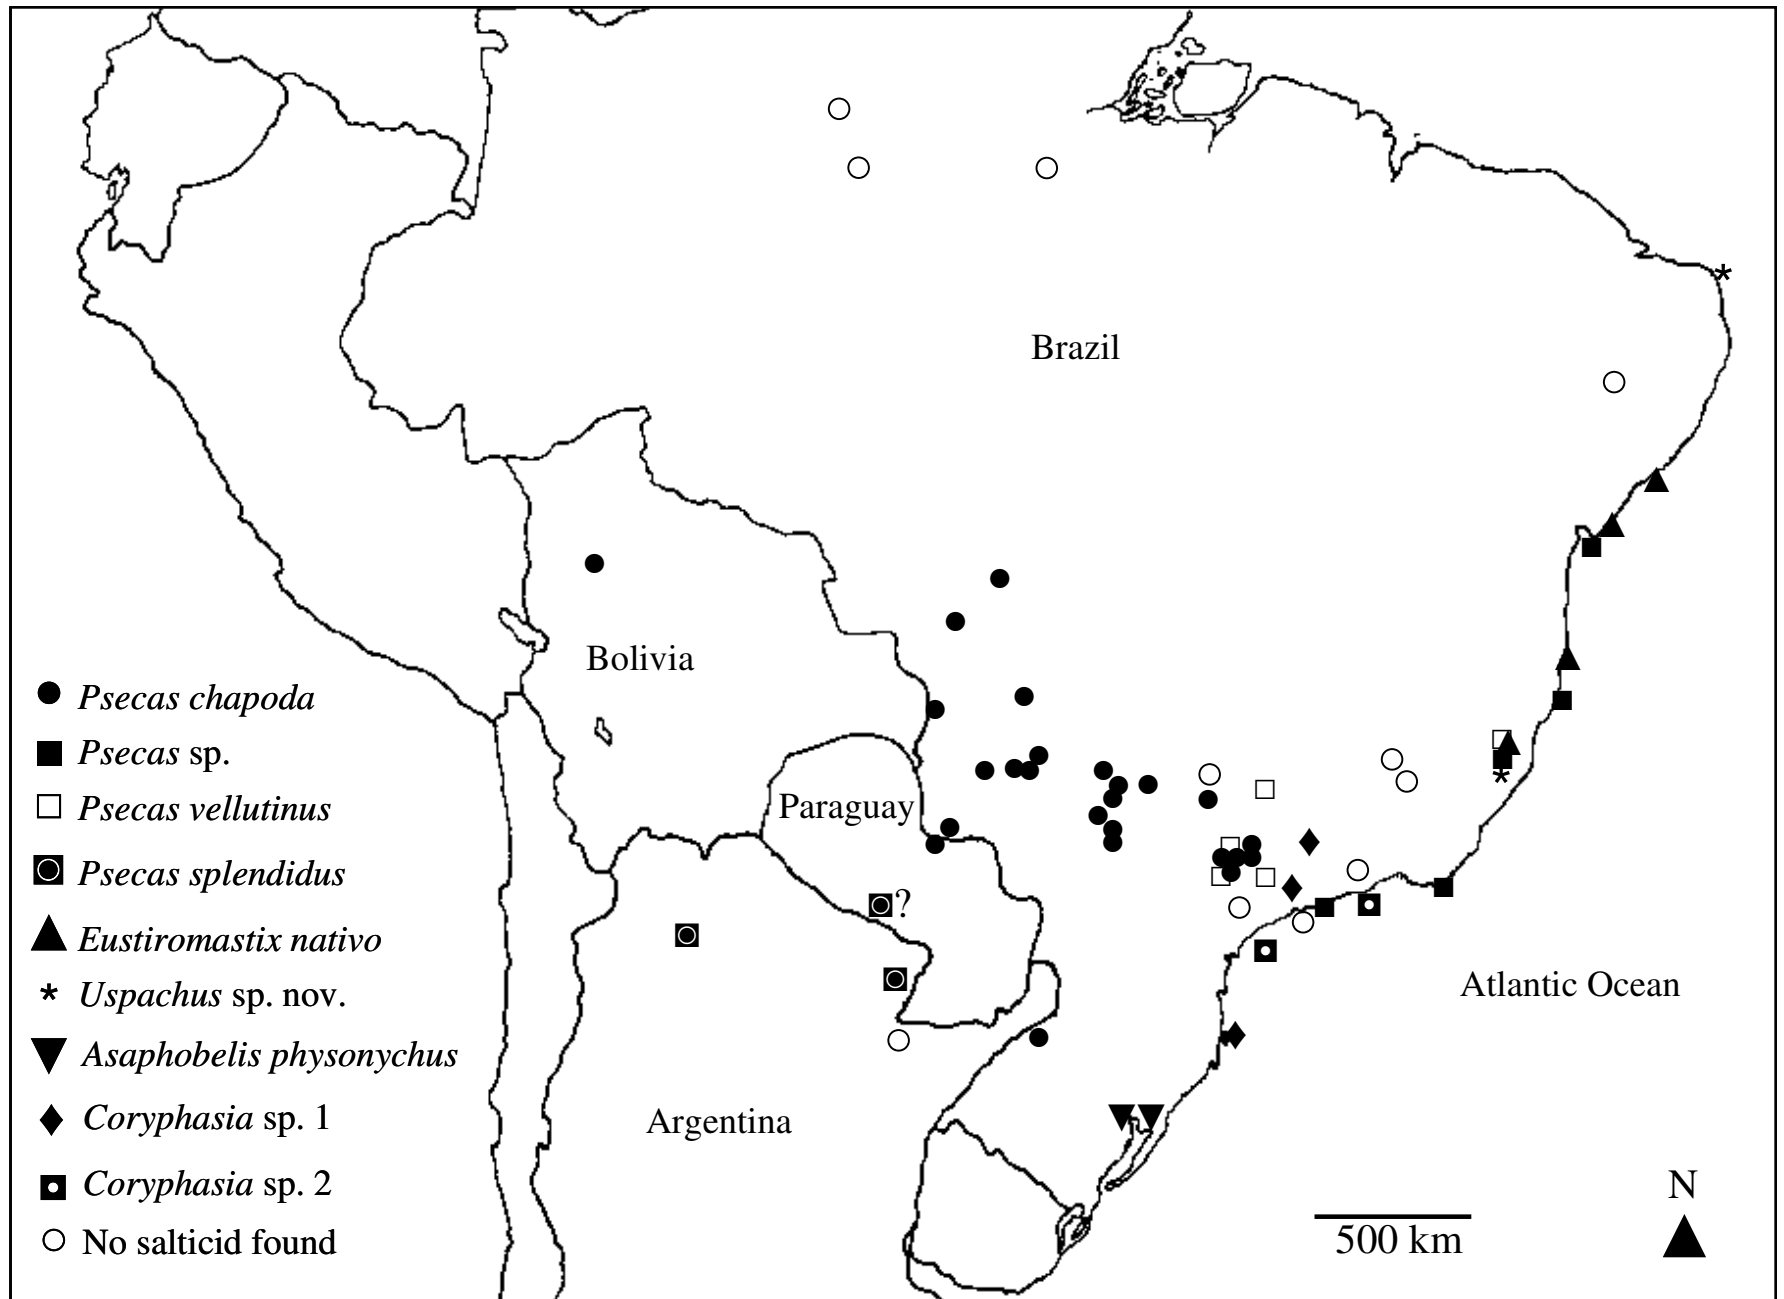 Brazil
Bolivia
Paraguay
?
Argentina
Atlantic Ocean
Psecas chapoda
Psecas sp.
Psecas vellutinus
Psecas splendidus
Eustiromastix nativo
Uspachus sp. nov.
Asaphobelis physonychus
Coryphasia sp. 1
Coryphasia sp. 2
No salticid found
500 km
N